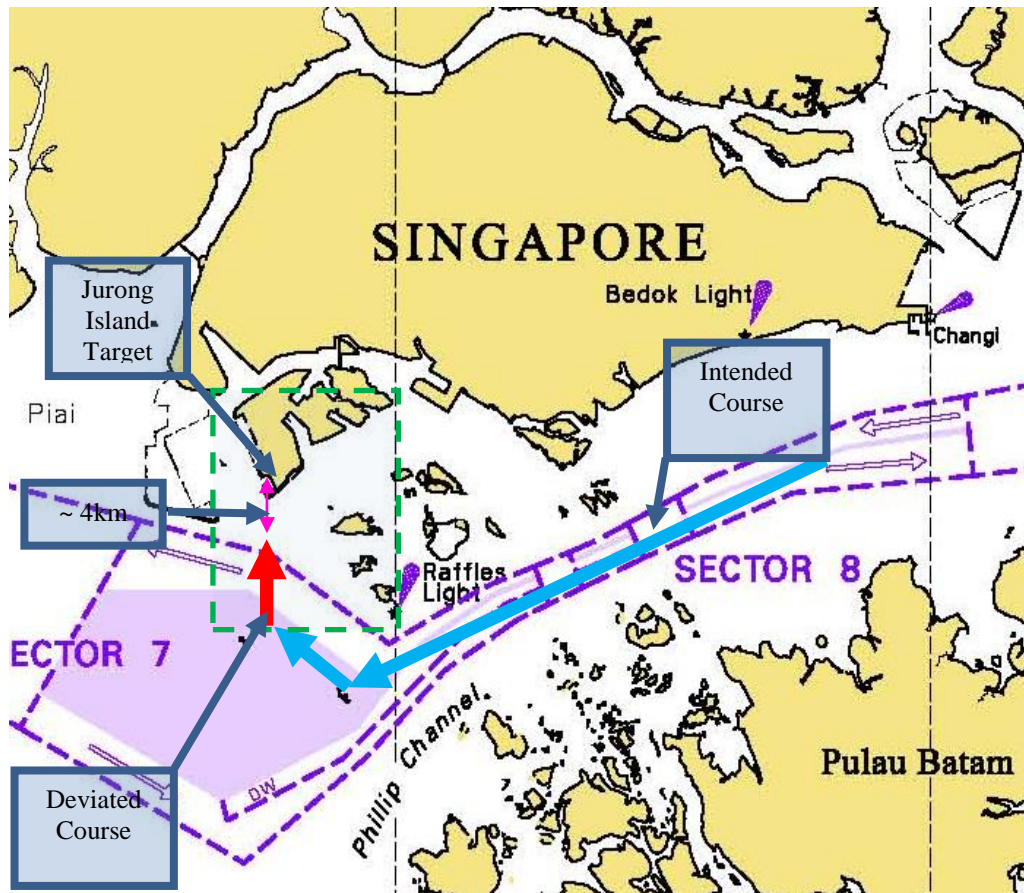 SINGAPORE
Jurong
Island
Target
Bedok Light
Changi
Intended
Course
Piai
~ 4km
Raffles
Light
SECTOR 8
ECTOR 7
Phillip Channel
DW
Pulau Batam
Deviated
Course